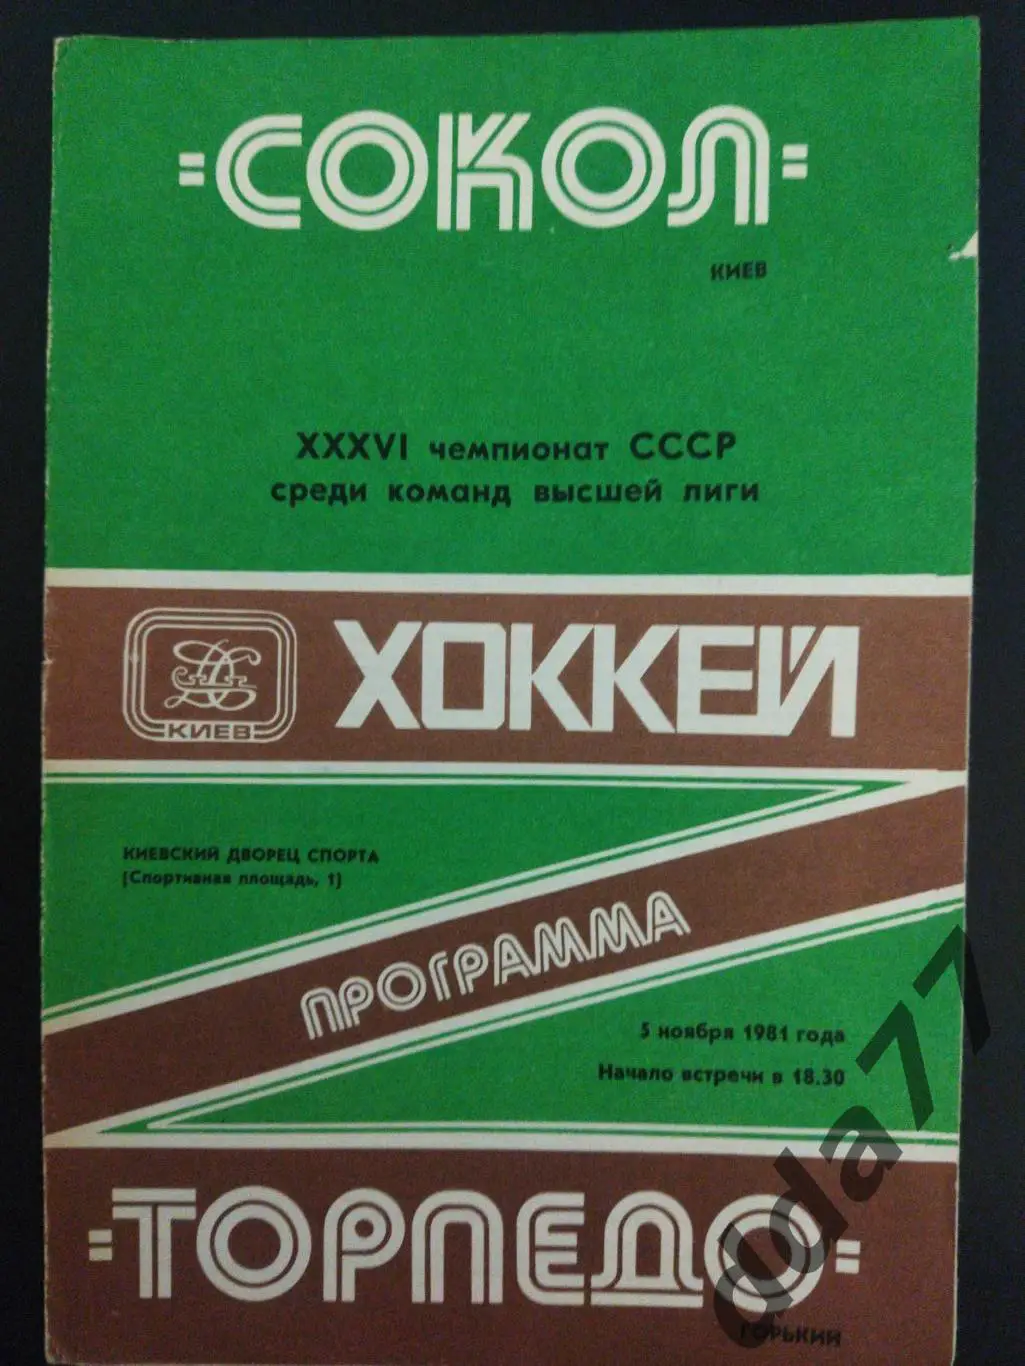 "СОКОЛ"
КИЕВ
XXXVI чемпионат СССР
среди команд высшей лиги
КИЕВ
ХОККЕЙ
КИЕВСКИЙ ДВОРЕЦ СПОРТА
(Спортивная площадь, 1)
ПРОГРАММА
5 ноября 1981 года
Начало встречи в 18.30
"ТОРПЕДО"
ГОРЬКИЙ
dda77